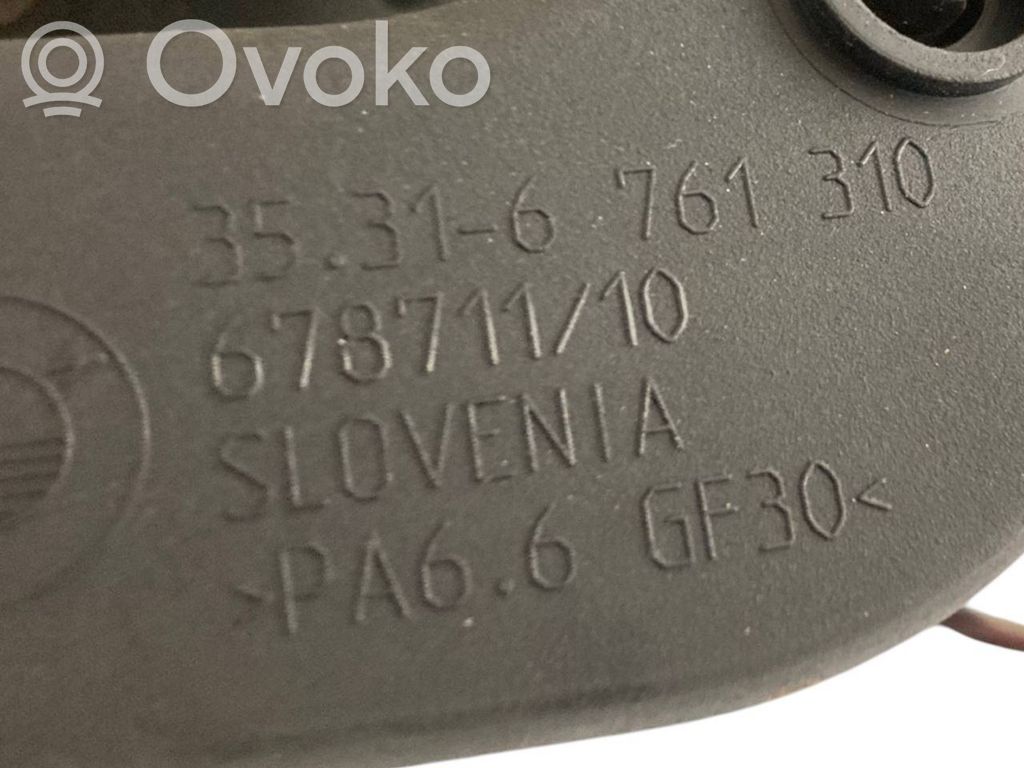 Ovoko
35.31-6 761 310
678711/10
SLOVENIA
>PA6.6 GF30<